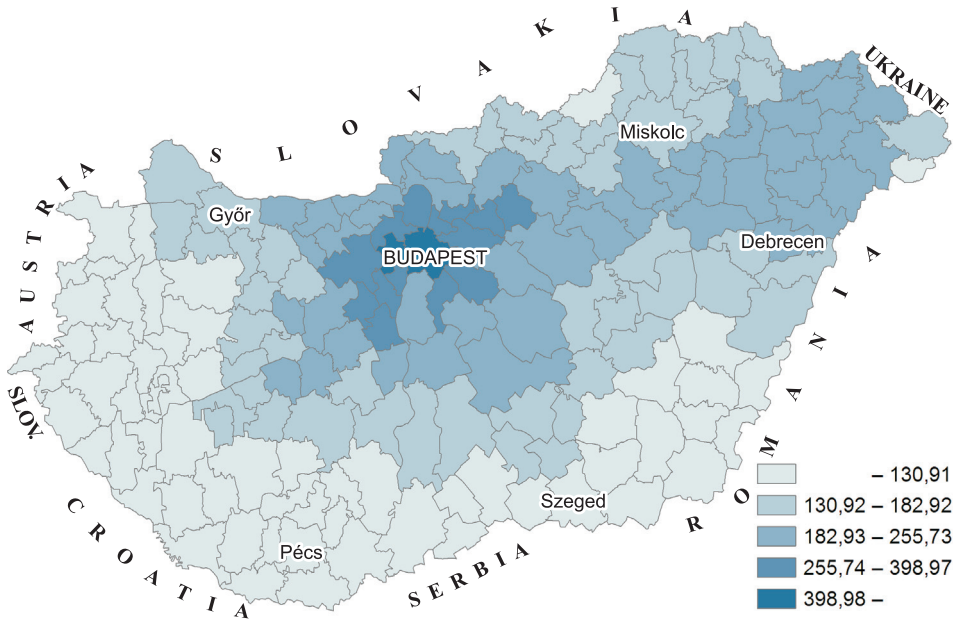 SLOVAKIA
UKRAINE
AUSTRIA
Miskolc
Győr
BUDAPEST
Debrecen
ROMANIA
SLOV.
Szeged
Pécs
CROATIA
SERBIA
– 130,91
130,92 – 182,92
182,93 – 255,73
255,74 – 398,97
398,98 –